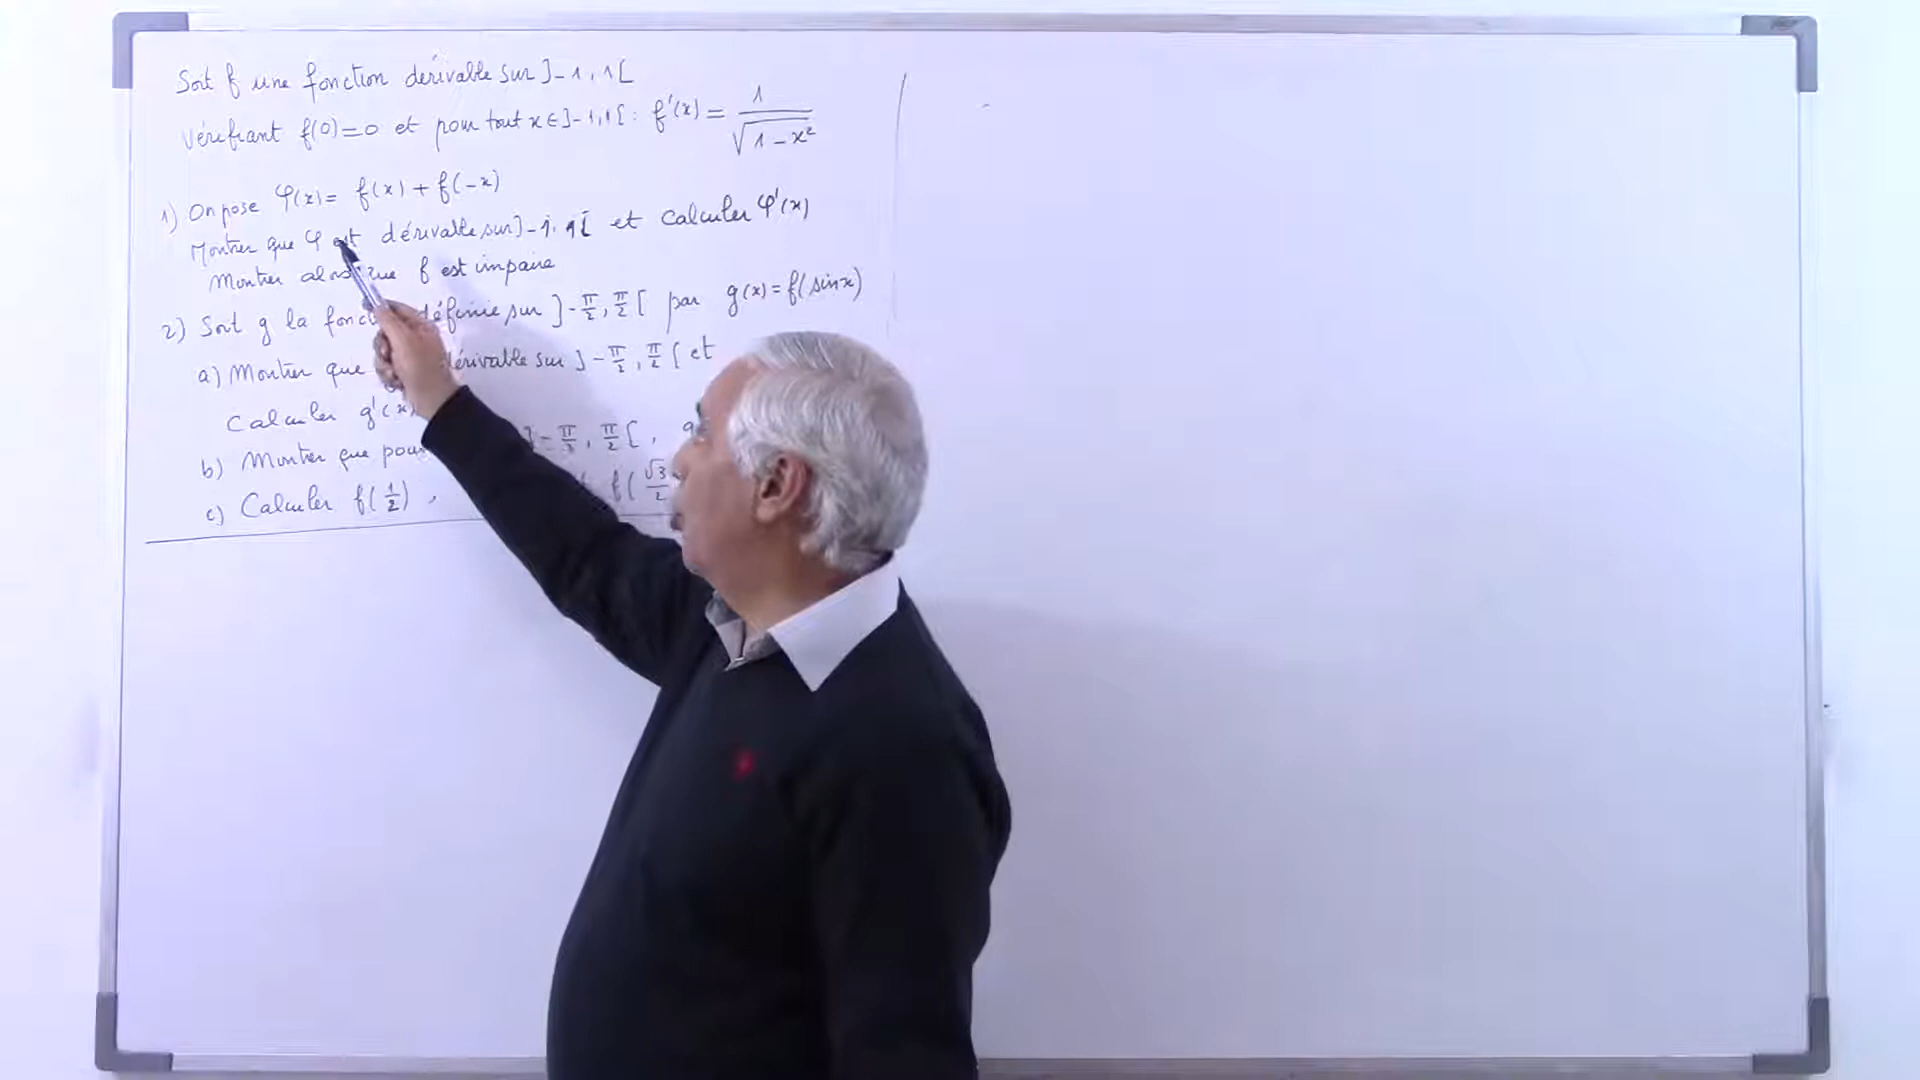 Soit f une fonction dérivable sur ]-1,1[
Vérifiant f(0)=0 et pour tout x∈]-1,1[: f'(x) = 1/√(1-x²)
1) On pose φ(x)= f(x) + f(-x)
Montrer que φ est dérivable sur ]-1,1[ et calculer φ'(x)
Montrer alors que f est impaire
2) Soit g la fonct définie sur ]-π/2, π/2[ par g(x)=f(sinx)
a) Montrer que dérivable sur ]-π/2, π/2[ et
Calculer g'(x)
b) Montrer que pour ]-π/2, π/2[,
c) Calculer f(1/2), f(√3/2